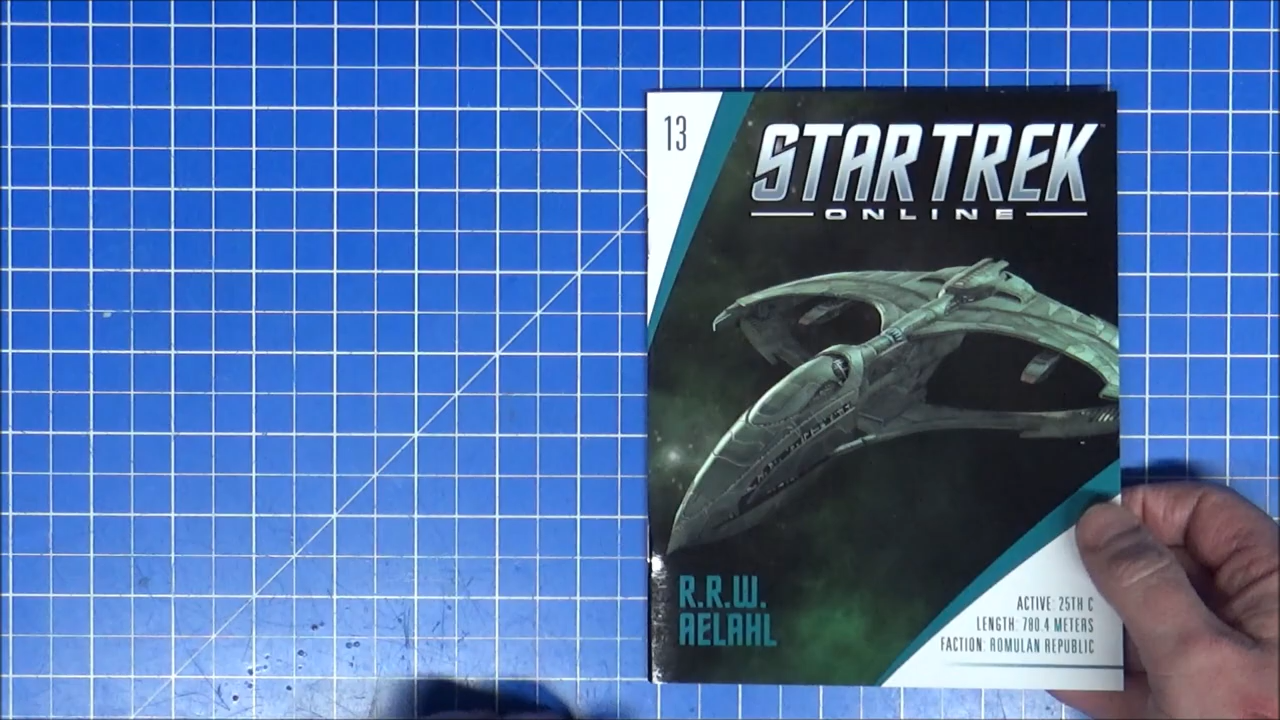 13
STAR TREK
ONLINE
R.R.W.
AELAHL
ACTIVE: 25TH C
LENGTH: 780.4 METERS
FACTION: ROMULAN REPUBLIC